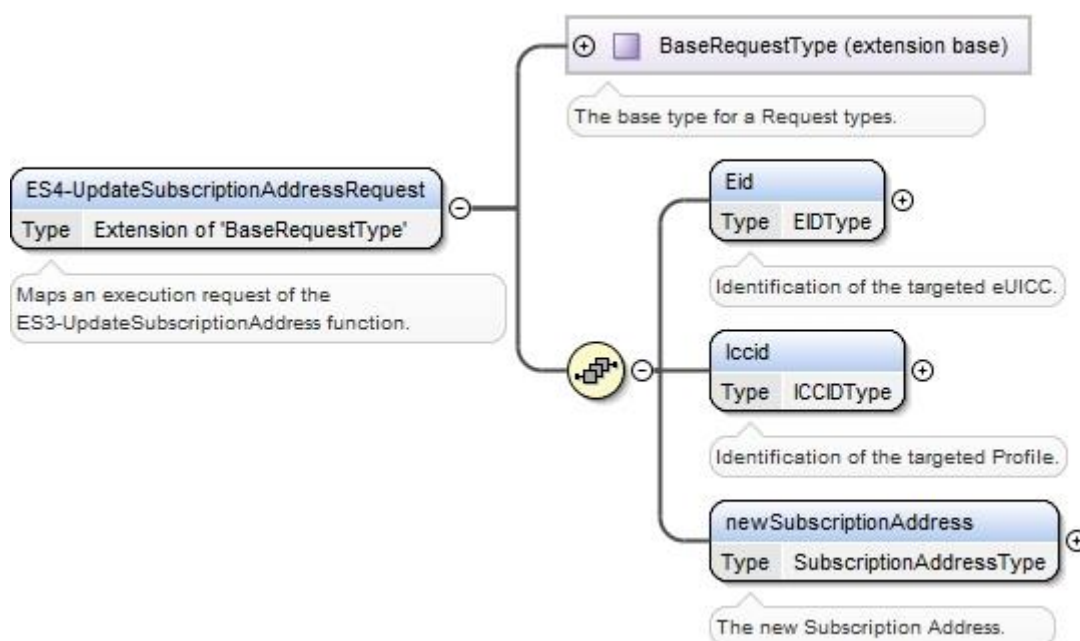 BaseRequestType (extension base)
The base type for a Request types.
ES4-UpdateSubscriptionAddressRequest
Type Extension of 'BaseRequestType'
Maps an execution request of the
ES3-UpdateSubscriptionAddress function.
Eid
Type EIDType
Identification of the targeted eUICC.
Iccid
Type ICCIDType
Identification of the targeted Profile.
newSubscriptionAddress
Type SubscriptionAddressType
The new Subscription Address.